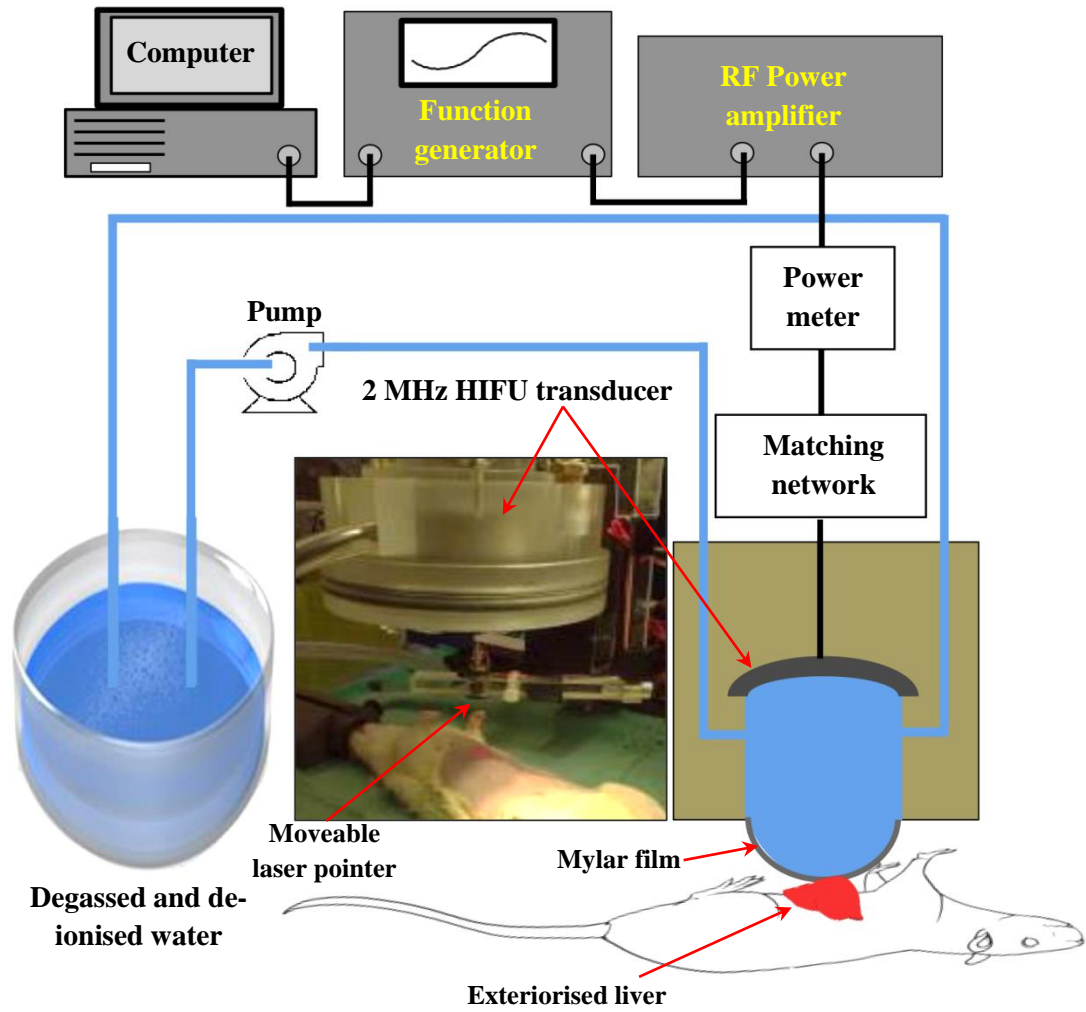 Computer
Function
generator
RF Power
amplifier
Power
meter
Pump
2 MHz HIFU transducer
Matching
network
Moveable
laser pointer
Mylar film
Degassed and de-
ionised water
Exteriorised liver